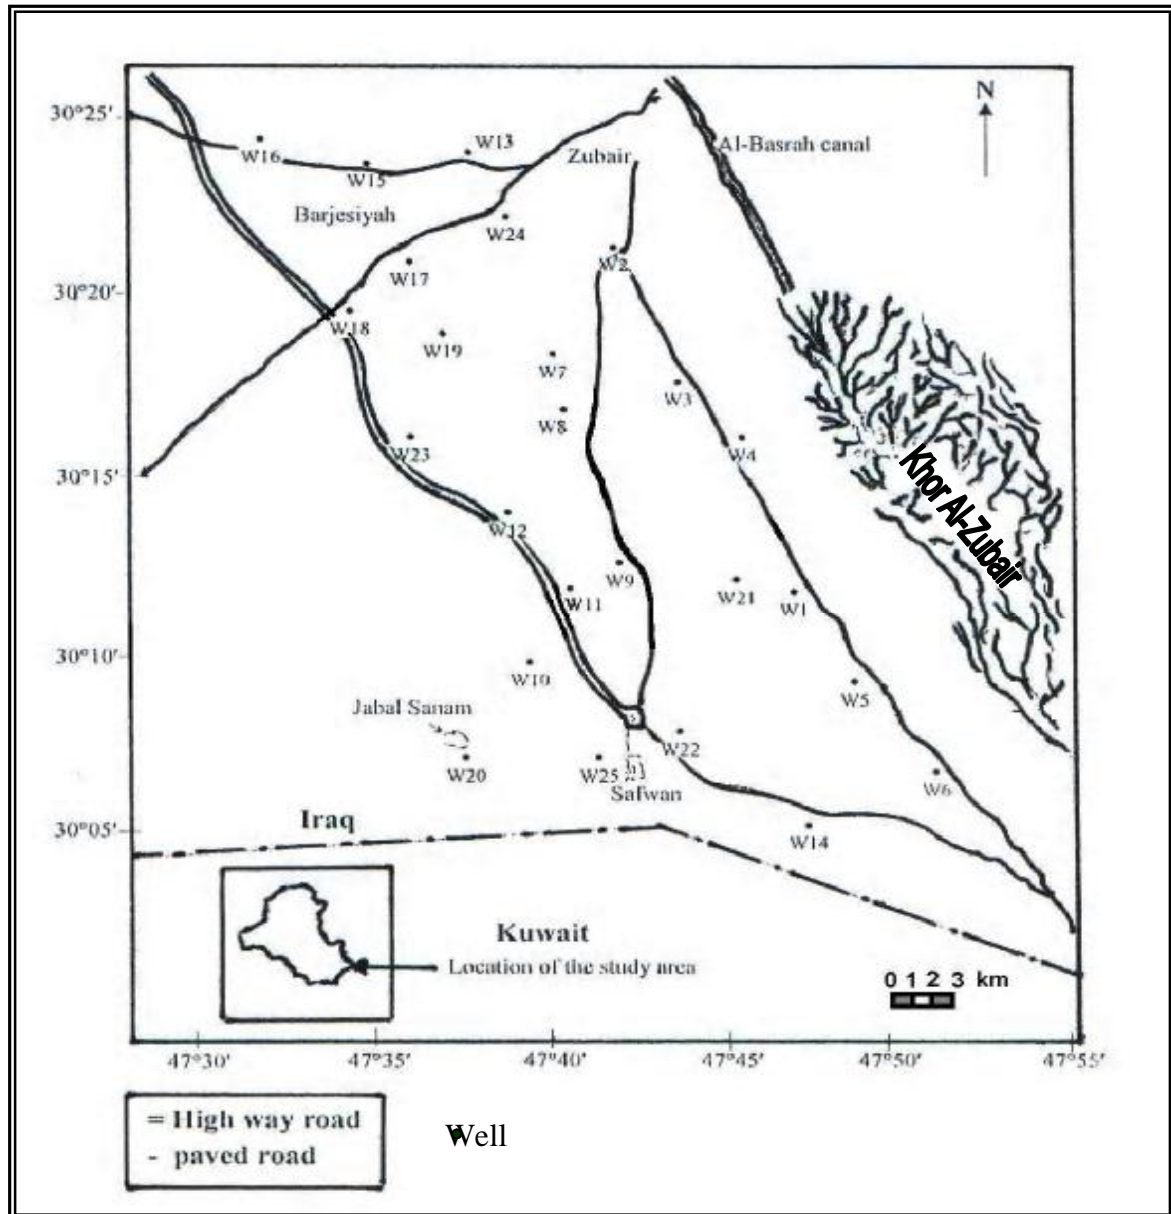 N
30°25'
Al-Basrah canal
W13
Zubair
W16
W15
Barjesiyah
W24
W2
W17
30°20'
W18
W19
W7
W3
W8
W23
W4
Khor Al-Zubair
30°15'
W12
W9
W11
W21
W1
30°10'
W10
W5
Jabal Sanam
W22
W20
W25
W6
Safwan
30°05'
Iraq
W14
Kuwait
Location of the study area
0 1 2 3 km
47°30'
47°35'
47°40'
47°45'
47°50'
47°55'
= High way road
- paved road
Well